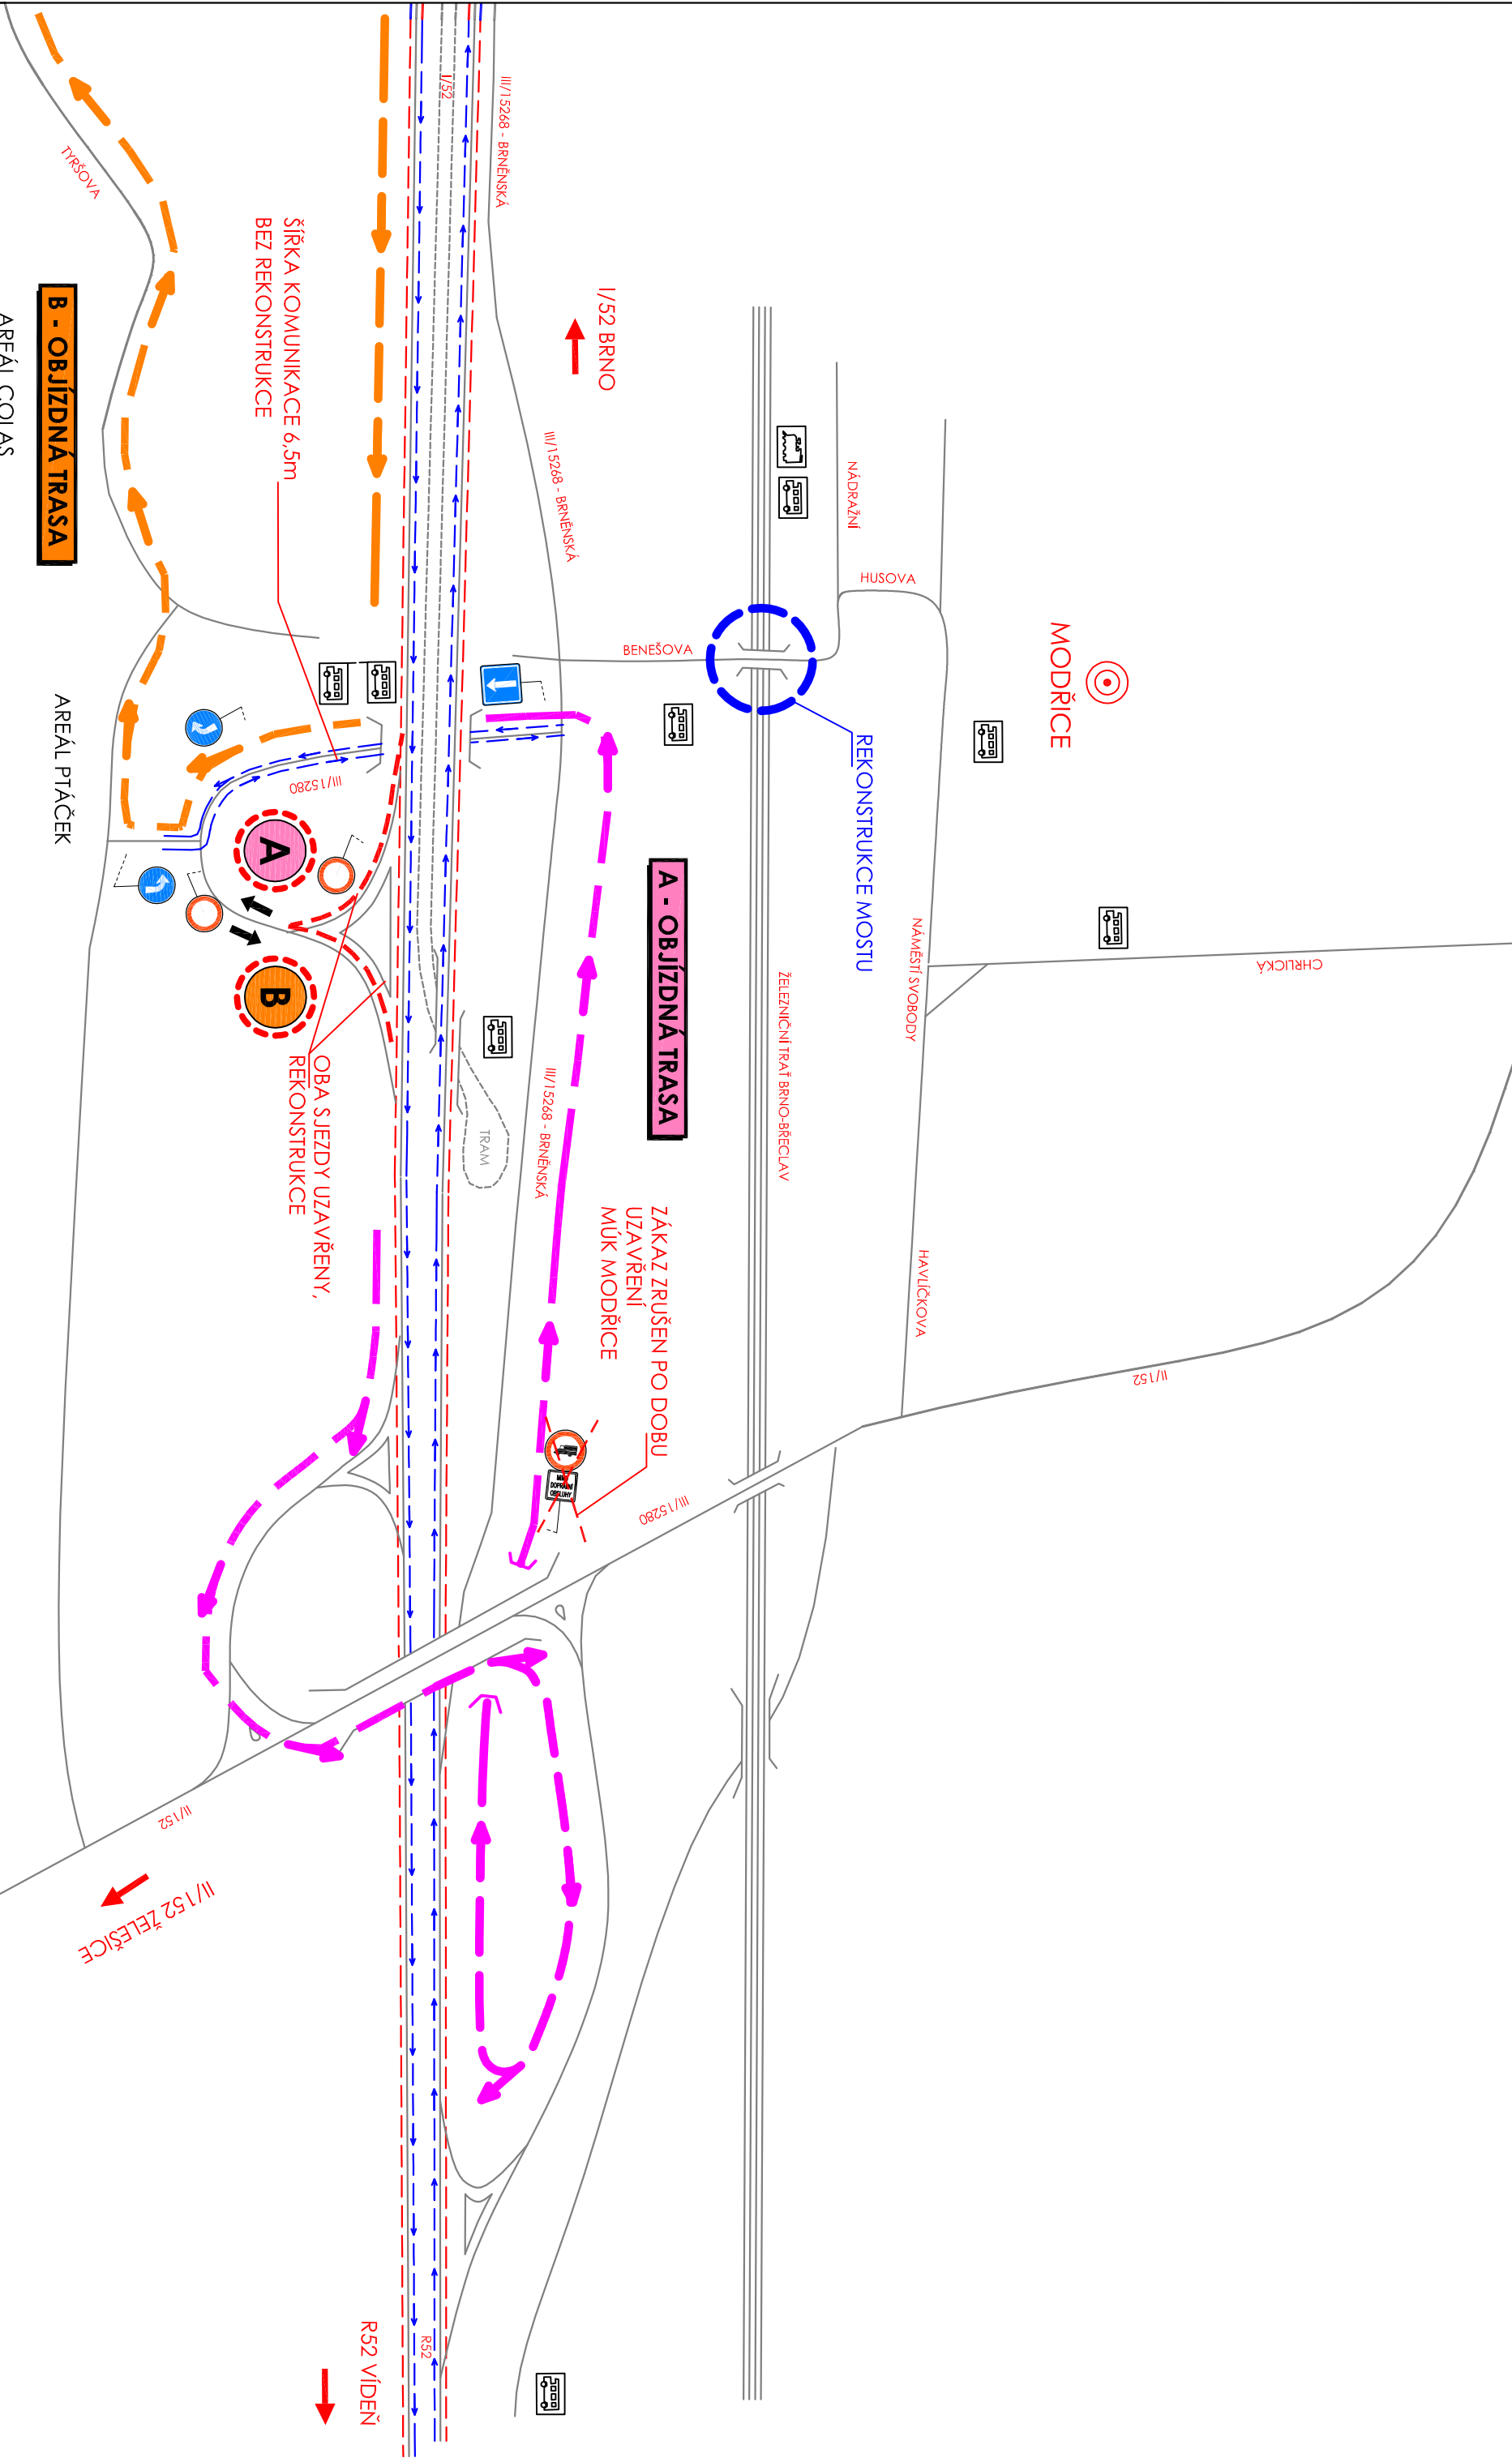 MODŘICE
CHRLICKÁ
II/152
NÁDRAŽNÍ
HUSOVA
NÁMĚSTÍ SVOBODY
HAVLÍČKOVA
REKONSTRUKCE MOSTU
ŽELEZNIČNÍ TRAŤ BRNO-BŘECLAV
BENEŠOVA
I/52 BRNO
A - OBJÍZDNÁ TRASA
ZÁKAZ ZRUŠEN PO DOBU
UZAVŘENÍ
MÚK MODŘICE
III/15280
DOPRAVNÍ
OBSLUHY
III/15268 - BRNĚNSKÁ
III/15268 - BRNĚNSKÁ
III/15268 - BRNĚNSKÁ
TRAM
I/52
R52
R52 VÍDEŇ
ŠÍŘKA KOMUNIKACE 6,5m
BEZ REKONSTRUKCE
III/15280
A
B
OBA SJEZDY UZAVŘENY,
REKONSTRUKCE
II/152
II/152 ŽELEŠICE
TYRŠOVA
B - OBJÍZDNÁ TRASA
AREÁL PTÁČEK
AREÁL COLAS